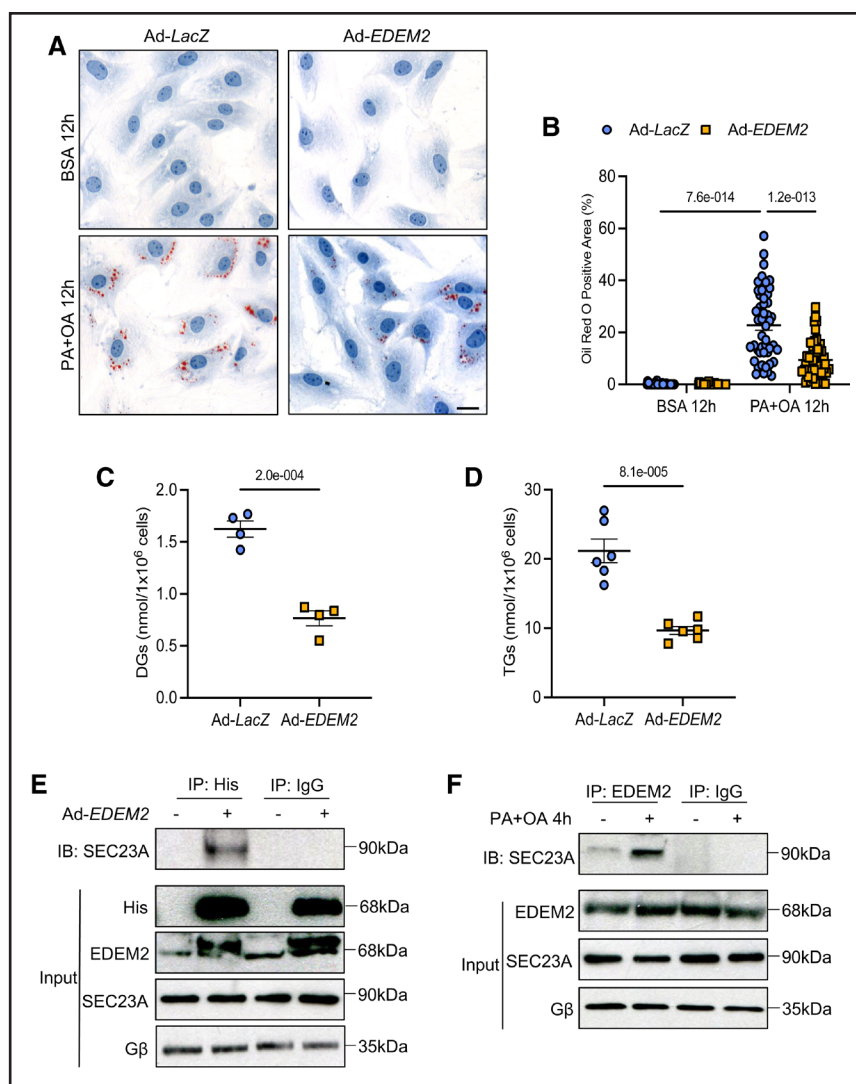 A
Ad-LacZ
Ad-EDEM2
BSA 12h
PA+OA 12h
B
Ad-LacZ
Ad-EDEM2
Oil Red O Positive Area (%)
80
60
40
20
0
7.6e-014
1.2e-013
BSA 12h
PA+OA 12h
C
2.0e-004
DGs (nmol/1x10⁶ cells)
2.0
1.5
1.0
0.5
0.0
Ad-LacZ
Ad-EDEM2
D
8.1e-005
TGs (nmol/1x10⁶ cells)
30
20
10
0
Ad-LacZ
Ad-EDEM2
E
IP: His
IP: IgG
Ad-EDEM2
-
+
-
+
IB: SEC23A
90kDa
Input
His
68kDa
EDEM2
68kDa
SEC23A
90kDa
Gβ
35kDa
F
IP: EDEM2
IP: IgG
PA+OA 4h
-
+
-
+
IB: SEC23A
90kDa
Input
EDEM2
68kDa
SEC23A
90kDa
Gβ
35kDa